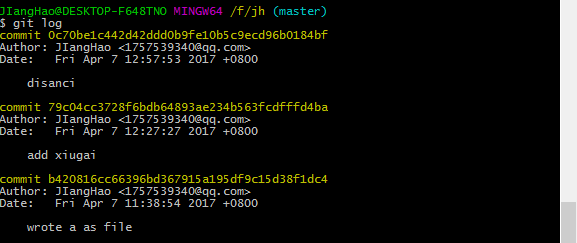 JIangHao@DESKTOP-F648TNO MINGW64 /f/jh (master)
$ git log
commit 0c70be1c442d42ddd0b9fe10b5c9ecd96b0184bf
Author: JIangHao <1757539340@qq.com>
Date:   Fri Apr 7 12:57:53 2017 +0800
    disanci
commit 79c04cc3728f6bdb64893ae234b563fcdfffd4ba
Author: JIangHao <1757539340@qq.com>
Date:   Fri Apr 7 12:27:27 2017 +0800
    add xiugai
commit b420816cc66396bd367915a195df9c15d38f1dc4
Author: JIangHao <1757539340@qq.com>
Date:   Fri Apr 7 11:38:54 2017 +0800
    wrote a as file